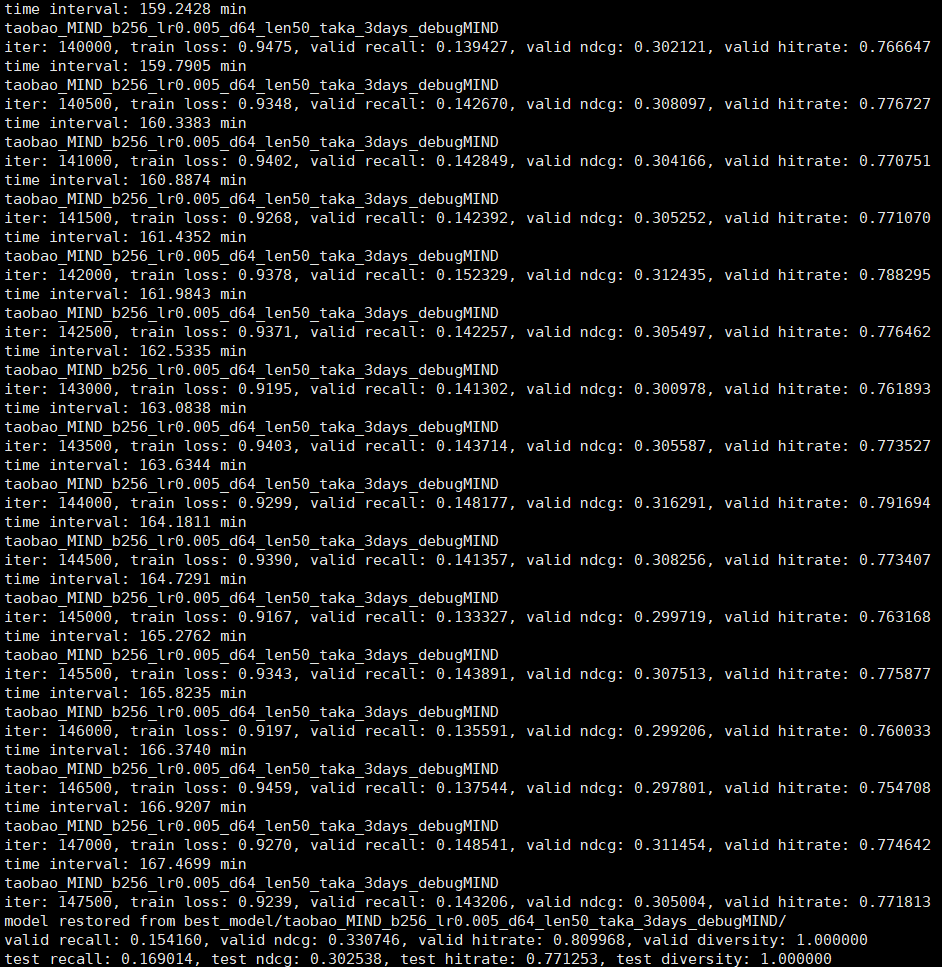 time interval: 159.2428 min
taobao_MIND_b256_lr0.005_d64_len50_taka_3days_debugMIND
iter: 140000, train loss: 0.9475, valid recall: 0.139427, valid ndcg: 0.302121, valid hitrate: 0.766647
time interval: 159.7905 min
taobao_MIND_b256_lr0.005_d64_len50_taka_3days_debugMIND
iter: 140500, train loss: 0.9348, valid recall: 0.142670, valid ndcg: 0.308097, valid hitrate: 0.776727
time interval: 160.3383 min
taobao_MIND_b256_lr0.005_d64_len50_taka_3days_debugMIND
iter: 141000, train loss: 0.9402, valid recall: 0.142849, valid ndcg: 0.304166, valid hitrate: 0.770751
time interval: 160.8874 min
taobao_MIND_b256_lr0.005_d64_len50_taka_3days_debugMIND
iter: 141500, train loss: 0.9268, valid recall: 0.142392, valid ndcg: 0.305252, valid hitrate: 0.771070
time interval: 161.4352 min
taobao_MIND_b256_lr0.005_d64_len50_taka_3days_debugMIND
iter: 142000, train loss: 0.9378, valid recall: 0.152329, valid ndcg: 0.312435, valid hitrate: 0.788295
time interval: 161.9843 min
taobao_MIND_b256_lr0.005_d64_len50_taka_3days_debugMIND
iter: 142500, train loss: 0.9371, valid recall: 0.142257, valid ndcg: 0.305497, valid hitrate: 0.776462
time interval: 162.5335 min
taobao_MIND_b256_lr0.005_d64_len50_taka_3days_debugMIND
iter: 143000, train loss: 0.9195, valid recall: 0.141302, valid ndcg: 0.300978, valid hitrate: 0.761893
time interval: 163.0838 min
taobao_MIND_b256_lr0.005_d64_len50_taka_3days_debugMIND
iter: 143500, train loss: 0.9403, valid recall: 0.143714, valid ndcg: 0.305587, valid hitrate: 0.773527
time interval: 163.6344 min
taobao_MIND_b256_lr0.005_d64_len50_taka_3days_debugMIND
iter: 144000, train loss: 0.9299, valid recall: 0.148177, valid ndcg: 0.316291, valid hitrate: 0.791694
time interval: 164.1811 min
taobao_MIND_b256_lr0.005_d64_len50_taka_3days_debugMIND
iter: 144500, train loss: 0.9390, valid recall: 0.141357, valid ndcg: 0.308256, valid hitrate: 0.773407
time interval: 164.7291 min
taobao_MIND_b256_lr0.005_d64_len50_taka_3days_debugMIND
iter: 145000, train loss: 0.9167, valid recall: 0.133327, valid ndcg: 0.299719, valid hitrate: 0.763168
time interval: 165.2762 min
taobao_MIND_b256_lr0.005_d64_len50_taka_3days_debugMIND
iter: 145500, train loss: 0.9343, valid recall: 0.143891, valid ndcg: 0.307513, valid hitrate: 0.775877
time interval: 165.8235 min
taobao_MIND_b256_lr0.005_d64_len50_taka_3days_debugMIND
iter: 146000, train loss: 0.9197, valid recall: 0.135591, valid ndcg: 0.299206, valid hitrate: 0.760033
time interval: 166.3740 min
taobao_MIND_b256_lr0.005_d64_len50_taka_3days_debugMIND
iter: 146500, train loss: 0.9459, valid recall: 0.137544, valid ndcg: 0.297801, valid hitrate: 0.754708
time interval: 166.9207 min
taobao_MIND_b256_lr0.005_d64_len50_taka_3days_debugMIND
iter: 147000, train loss: 0.9270, valid recall: 0.148541, valid ndcg: 0.311454, valid hitrate: 0.774642
time interval: 167.4699 min
taobao_MIND_b256_lr0.005_d64_len50_taka_3days_debugMIND
iter: 147500, train loss: 0.9239, valid recall: 0.143206, valid ndcg: 0.305004, valid hitrate: 0.771813
model restored from best_model/taobao_MIND_b256_lr0.005_d64_len50_taka_3days_debugMIND/
valid recall: 0.154160, valid ndcg: 0.330746, valid hitrate: 0.809968, valid diversity: 1.000000
test recall: 0.169014, test ndcg: 0.302538, test hitrate: 0.771253, test diversity: 1.000000